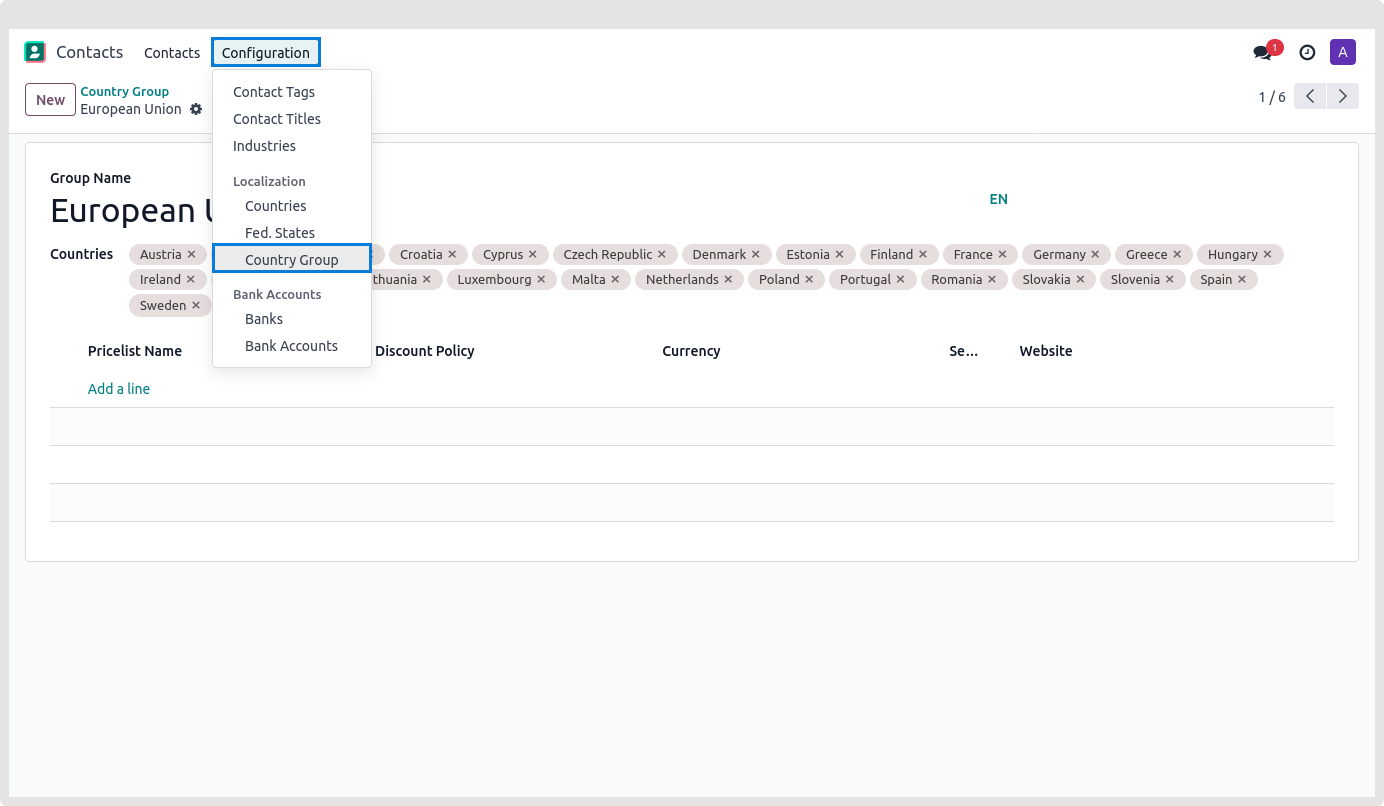 Contacts Contacts Configuration 1 A
New Country Group 1 / 6
European Union
Contact Tags
Contact Titles
Industries
Localization
Countries
Fed. States
Country Group
Bank Accounts
Banks
Bank Accounts
Group Name
European EN
Countries Austria × Croatia × Cyprus × Czech Republic × Denmark × Estonia × Finland × France × Germany × Greece × Hungary ×
Ireland × thuania × Luxembourg × Malta × Netherlands × Poland × Portugal × Romania × Slovakia × Slovenia × Spain ×
Sweden ×
Pricelist Name Discount Policy Currency Se... Website
Add a line